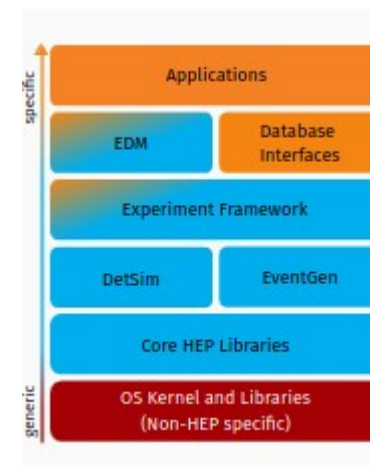 specific
Applications
EDM
Database
Interfaces
Experiment Framework
DetSim
EventGen
Core HEP Libraries
generic
OS Kernel and Libraries
(Non-HEP specific)